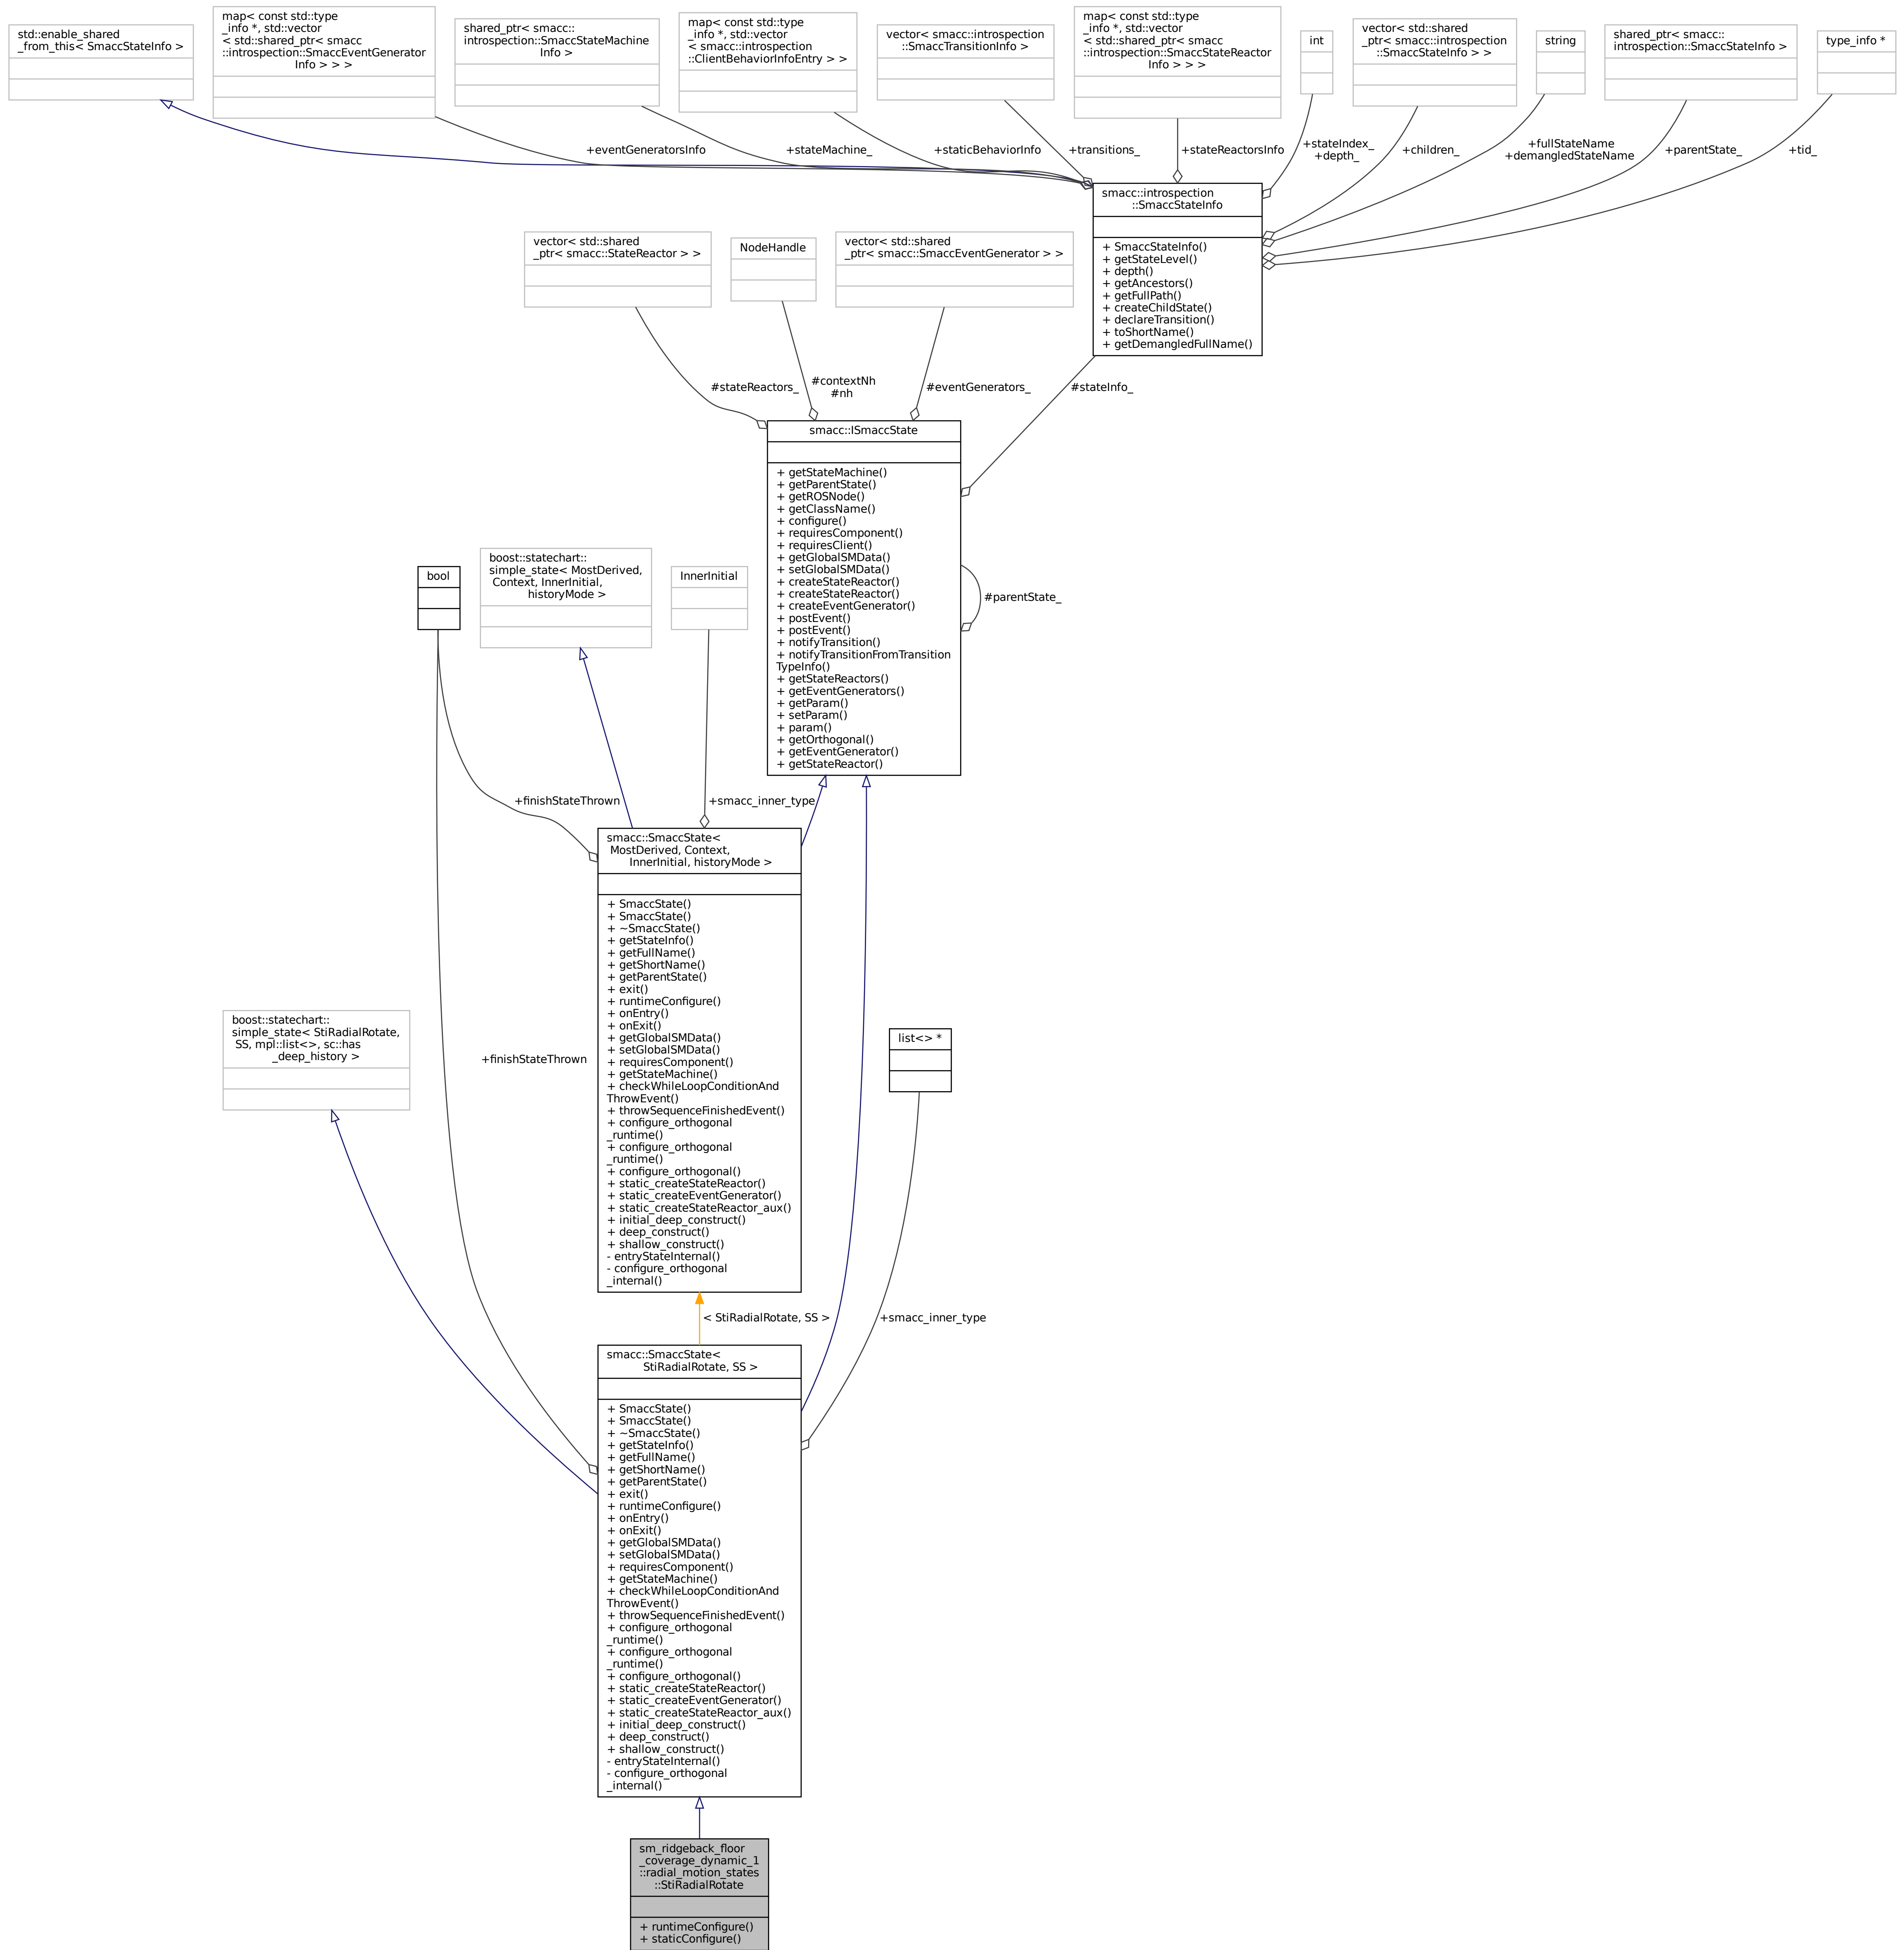 std::enable_shared
_from_this< SmaccStateInfo >
map< const std::type
_info *, std::vector
< std::shared_ptr< smacc
::introspection::SmaccEventGenerator
Info > > >
shared_ptr< smacc::
introspection::SmaccStateMachine
Info >
map< const std::type
_info *, std::vector
< smacc::introspection
::ClientBehaviorInfoEntry > >
vector< smacc::introspection
::SmaccTransitionInfo >
map< const std::type
_info *, std::vector
< std::shared_ptr< smacc
::introspection::SmaccStateReactor
Info > > >
int
vector< std::shared
_ptr< smacc::introspection
::SmaccStateInfo > >
string
shared_ptr< smacc::
introspection::SmaccStateInfo >
type_info *
+eventGeneratorsInfo
+stateMachine_
+staticBehaviorInfo
+transitions_
+stateReactorsInfo
+stateIndex_
+depth_
+children_
+fullStateName
+demangledStateName
+parentState_
+tid_
smacc::introspection
::SmaccStateInfo
+ SmaccStateInfo()
+ getStateLevel()
+ depth()
+ getAncestors()
+ getFullPath()
+ createChildState()
+ declareTransition()
+ toShortName()
+ getDemangledFullName()
vector< std::shared
_ptr< smacc::StateReactor > >
NodeHandle
vector< std::shared
_ptr< smacc::SmaccEventGenerator > >
#stateReactors_
#contextNh
#nh
#eventGenerators_
#stateInfo_
smacc::ISmaccState
+ getStateMachine()
+ getParentState()
+ getROSNode()
+ getClassName()
+ configure()
+ requiresComponent()
+ requiresClient()
+ getGlobalSMData()
+ setGlobalSMData()
+ createStateReactor()
+ createStateReactor()
+ createEventGenerator()
+ postEvent()
+ postEvent()
+ notifyTransition()
+ notifyTransitionFromTransition
TypeInfo()
+ getStateReactors()
+ getEventGenerators()
+ getParam()
+ setParam()
+ param()
+ getOrthogonal()
+ getEventGenerator()
+ getStateReactor()
#parentState_
bool
boost::statechart::
simple_state< MostDerived,
Context, InnerInitial,
historyMode >
InnerInitial
+finishStateThrown
+smacc_inner_type
smacc::SmaccState<
MostDerived, Context,
InnerInitial, historyMode >
+ SmaccState()
+ SmaccState()
+ ~SmaccState()
+ getStateInfo()
+ getFullName()
+ getShortName()
+ getParentState()
+ exit()
+ runtimeConfigure()
+ onEntry()
+ onExit()
+ getGlobalSMData()
+ setGlobalSMData()
+ requiresComponent()
+ getStateMachine()
+ checkWhileLoopConditionAnd
ThrowEvent()
+ throwSequenceFinishedEvent()
+ configure_orthogonal
_runtime()
+ configure_orthogonal
_runtime()
+ configure_orthogonal()
+ static_createStateReactor()
+ static_createEventGenerator()
+ static_createStateReactor_aux()
+ initial_deep_construct()
+ deep_construct()
+ shallow_construct()
- entryStateInternal()
- configure_orthogonal
_internal()
boost::statechart::
simple_state< StiRadialRotate,
SS, mpl::list<>, sc::has
_deep_history >
+finishStateThrown
list<> *
< StiRadialRotate, SS >
+smacc_inner_type
smacc::SmaccState<
StiRadialRotate, SS >
+ SmaccState()
+ SmaccState()
+ ~SmaccState()
+ getStateInfo()
+ getFullName()
+ getShortName()
+ getParentState()
+ exit()
+ runtimeConfigure()
+ onEntry()
+ onExit()
+ getGlobalSMData()
+ setGlobalSMData()
+ requiresComponent()
+ getStateMachine()
+ checkWhileLoopConditionAnd
ThrowEvent()
+ throwSequenceFinishedEvent()
+ configure_orthogonal
_runtime()
+ configure_orthogonal
_runtime()
+ configure_orthogonal()
+ static_createStateReactor()
+ static_createEventGenerator()
+ static_createStateReactor_aux()
+ initial_deep_construct()
+ deep_construct()
+ shallow_construct()
- entryStateInternal()
- configure_orthogonal
_internal()
sm_ridgeback_floor
_coverage_dynamic_1
::radial_motion_states
::StiRadialRotate
+ runtimeConfigure()
+ staticConfigure()